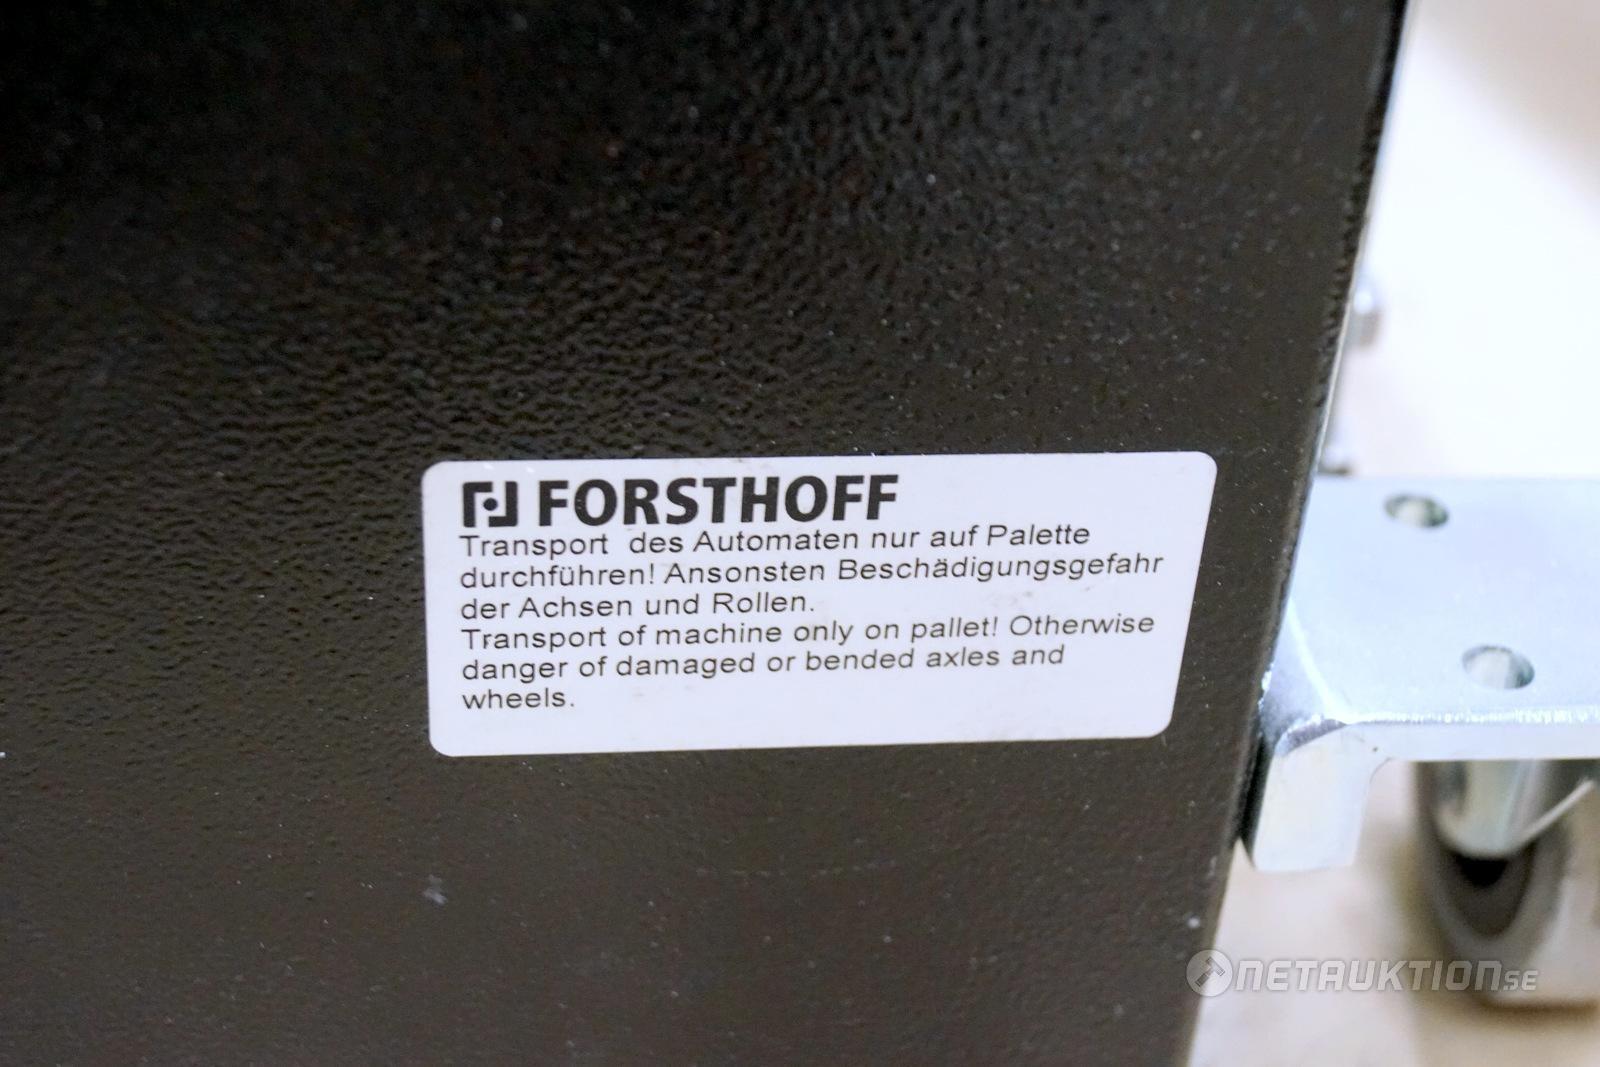 FORSTHOFF
Transport des Automaten nur auf Palette
durchführen! Ansonsten Beschädigungsgefahr
der Achsen und Rollen.
Transport of machine only on pallet! Otherwise
danger of damaged or bended axles and
wheels.
NETAUKTION.SE